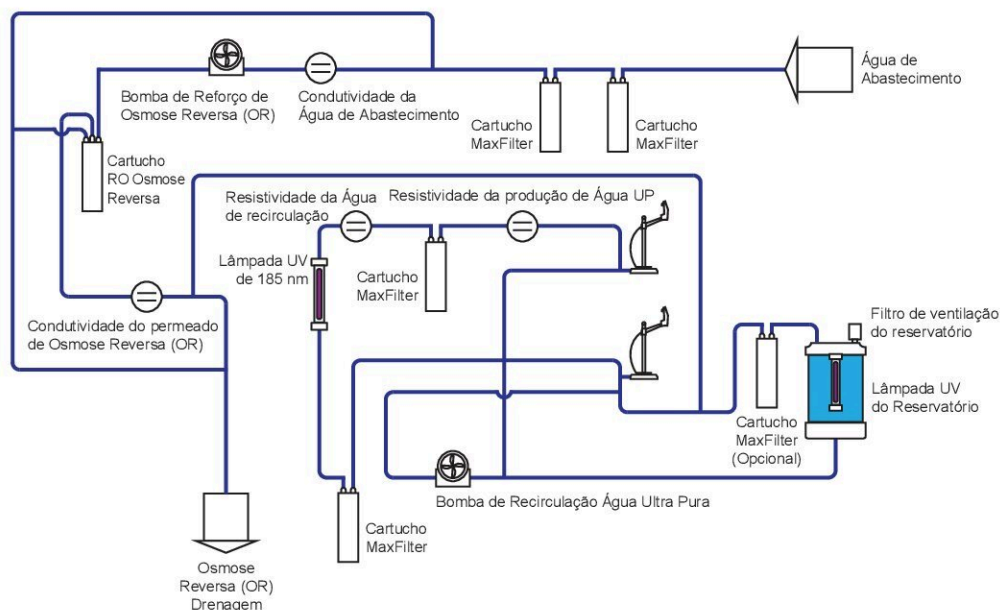 Água de
Abastecimento
Bomba de Reforço de
Osmose Reversa (OR)
Condutividade da
Água de Abastecimento
Cartucho
MaxFilter
Cartucho
MaxFilter
Cartucho
RO Osmose
Reversa
Resistividade da Água
de recirculação
Resistividade da produção de Água UP
Lâmpada UV
de 185 nm
Cartucho
MaxFilter
Condutividade do permeado
de Osmose Reversa (OR)
Filtro de ventilação
do reservatório
Lâmpada UV
do Reservatório
Cartucho
MaxFilter
(Opcional)
Bomba de Recirculação Água Ultra Pura
Cartucho
MaxFilter
Osmose
Reversa (OR)
Drenagem